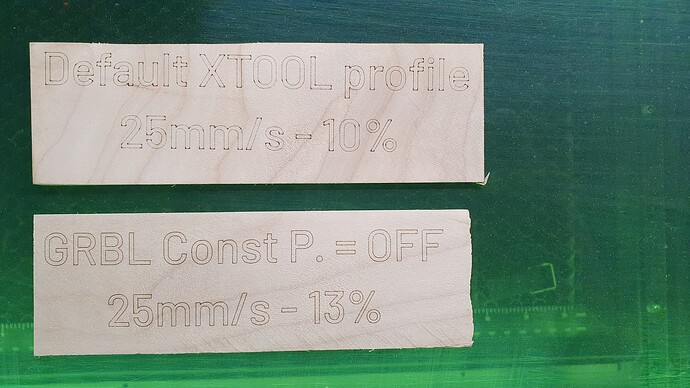 Default XTOOL profile
25mm/s - 10%
GRBL Const P. = OFF
25mm/s - 13%